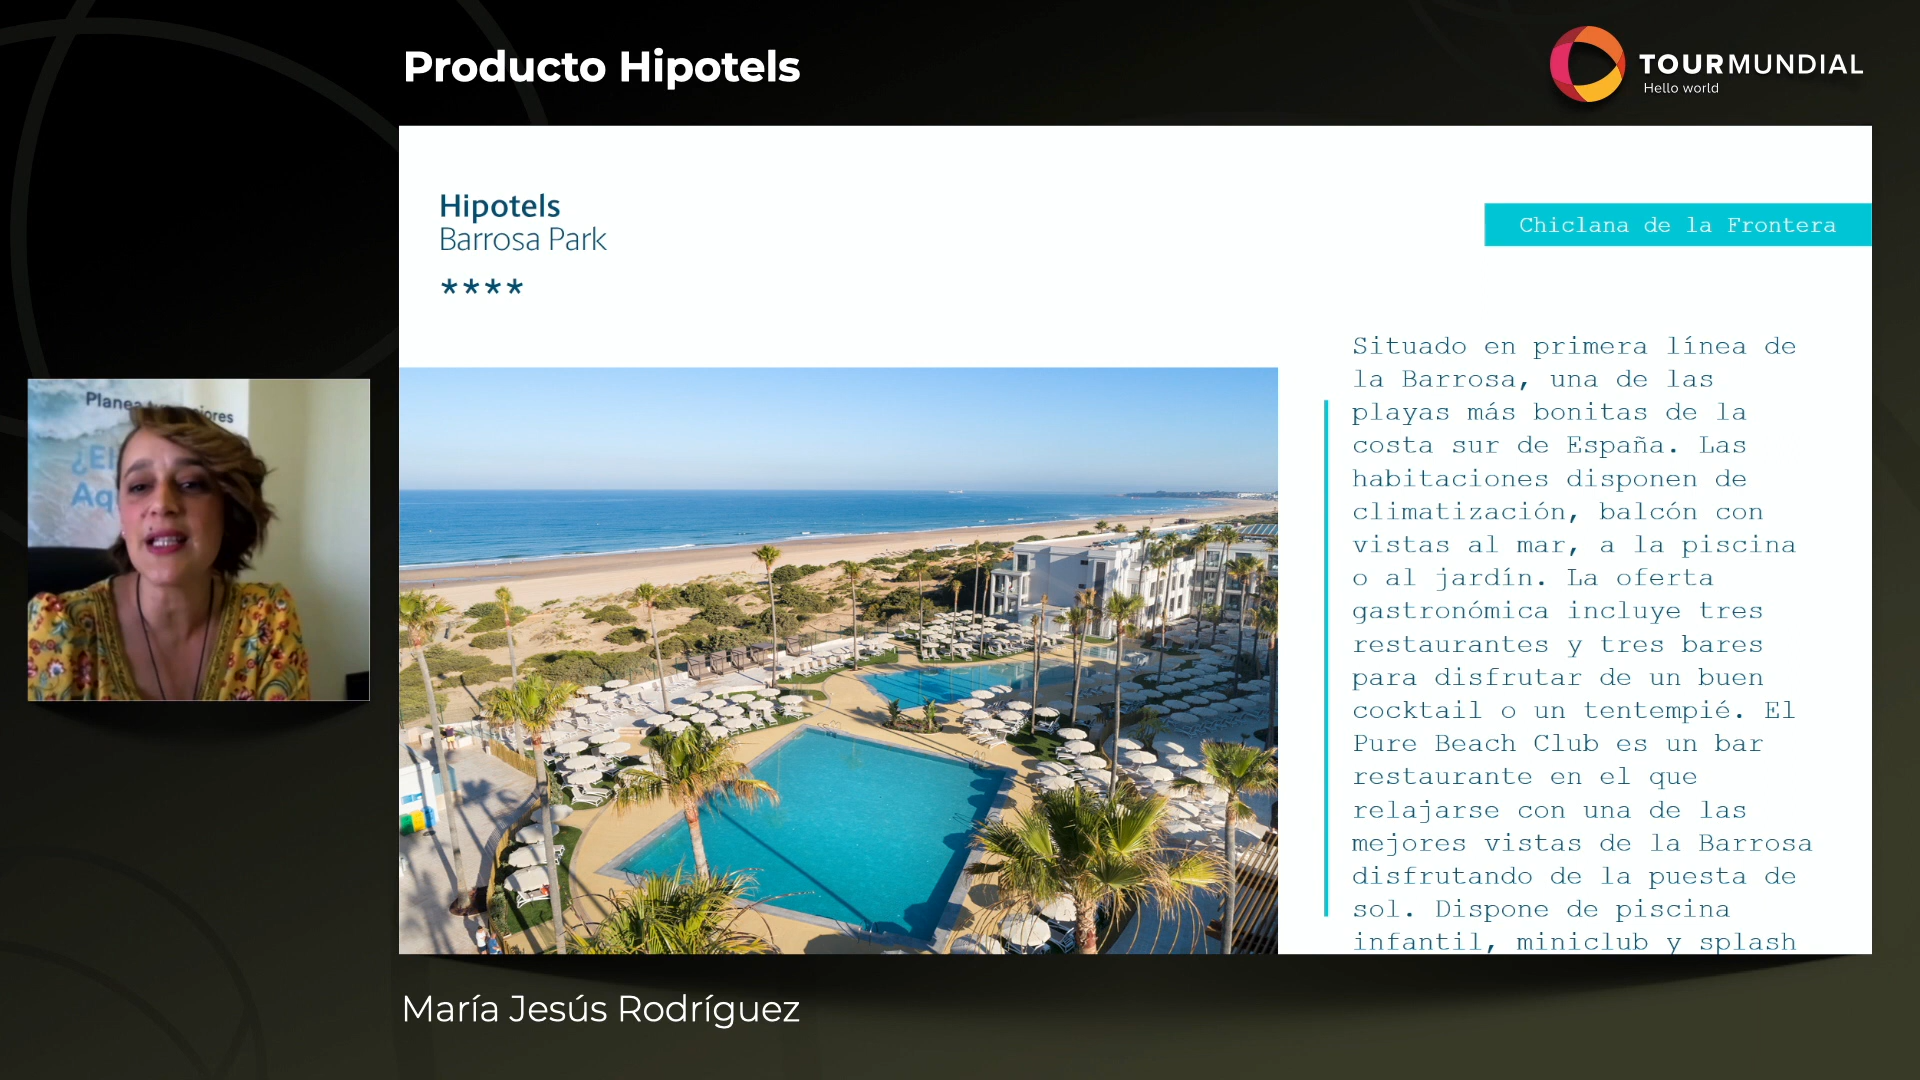 Producto Hipotels
TOURMUNDIAL
Hello world
Hipotels
Barrosa Park
****
Chiclana de la Frontera
Situado en primera línea de
la Barrosa, una de las
playas más bonitas de la
costa sur de España. Las
habitaciones disponen de
climatización, balcón con
vistas al mar, a la piscina
o al jardín. La oferta
gastronómica incluye tres
restaurantes y tres bares
para disfrutar de un buen
cocktail o un tentempié. El
Pure Beach Club es un bar
restaurante en el que
relajarse con una de las
mejores vistas de la Barrosa
disfrutando de la puesta de
sol. Dispone de piscina
infantil, miniclub y splash
María Jesús Rodríguez